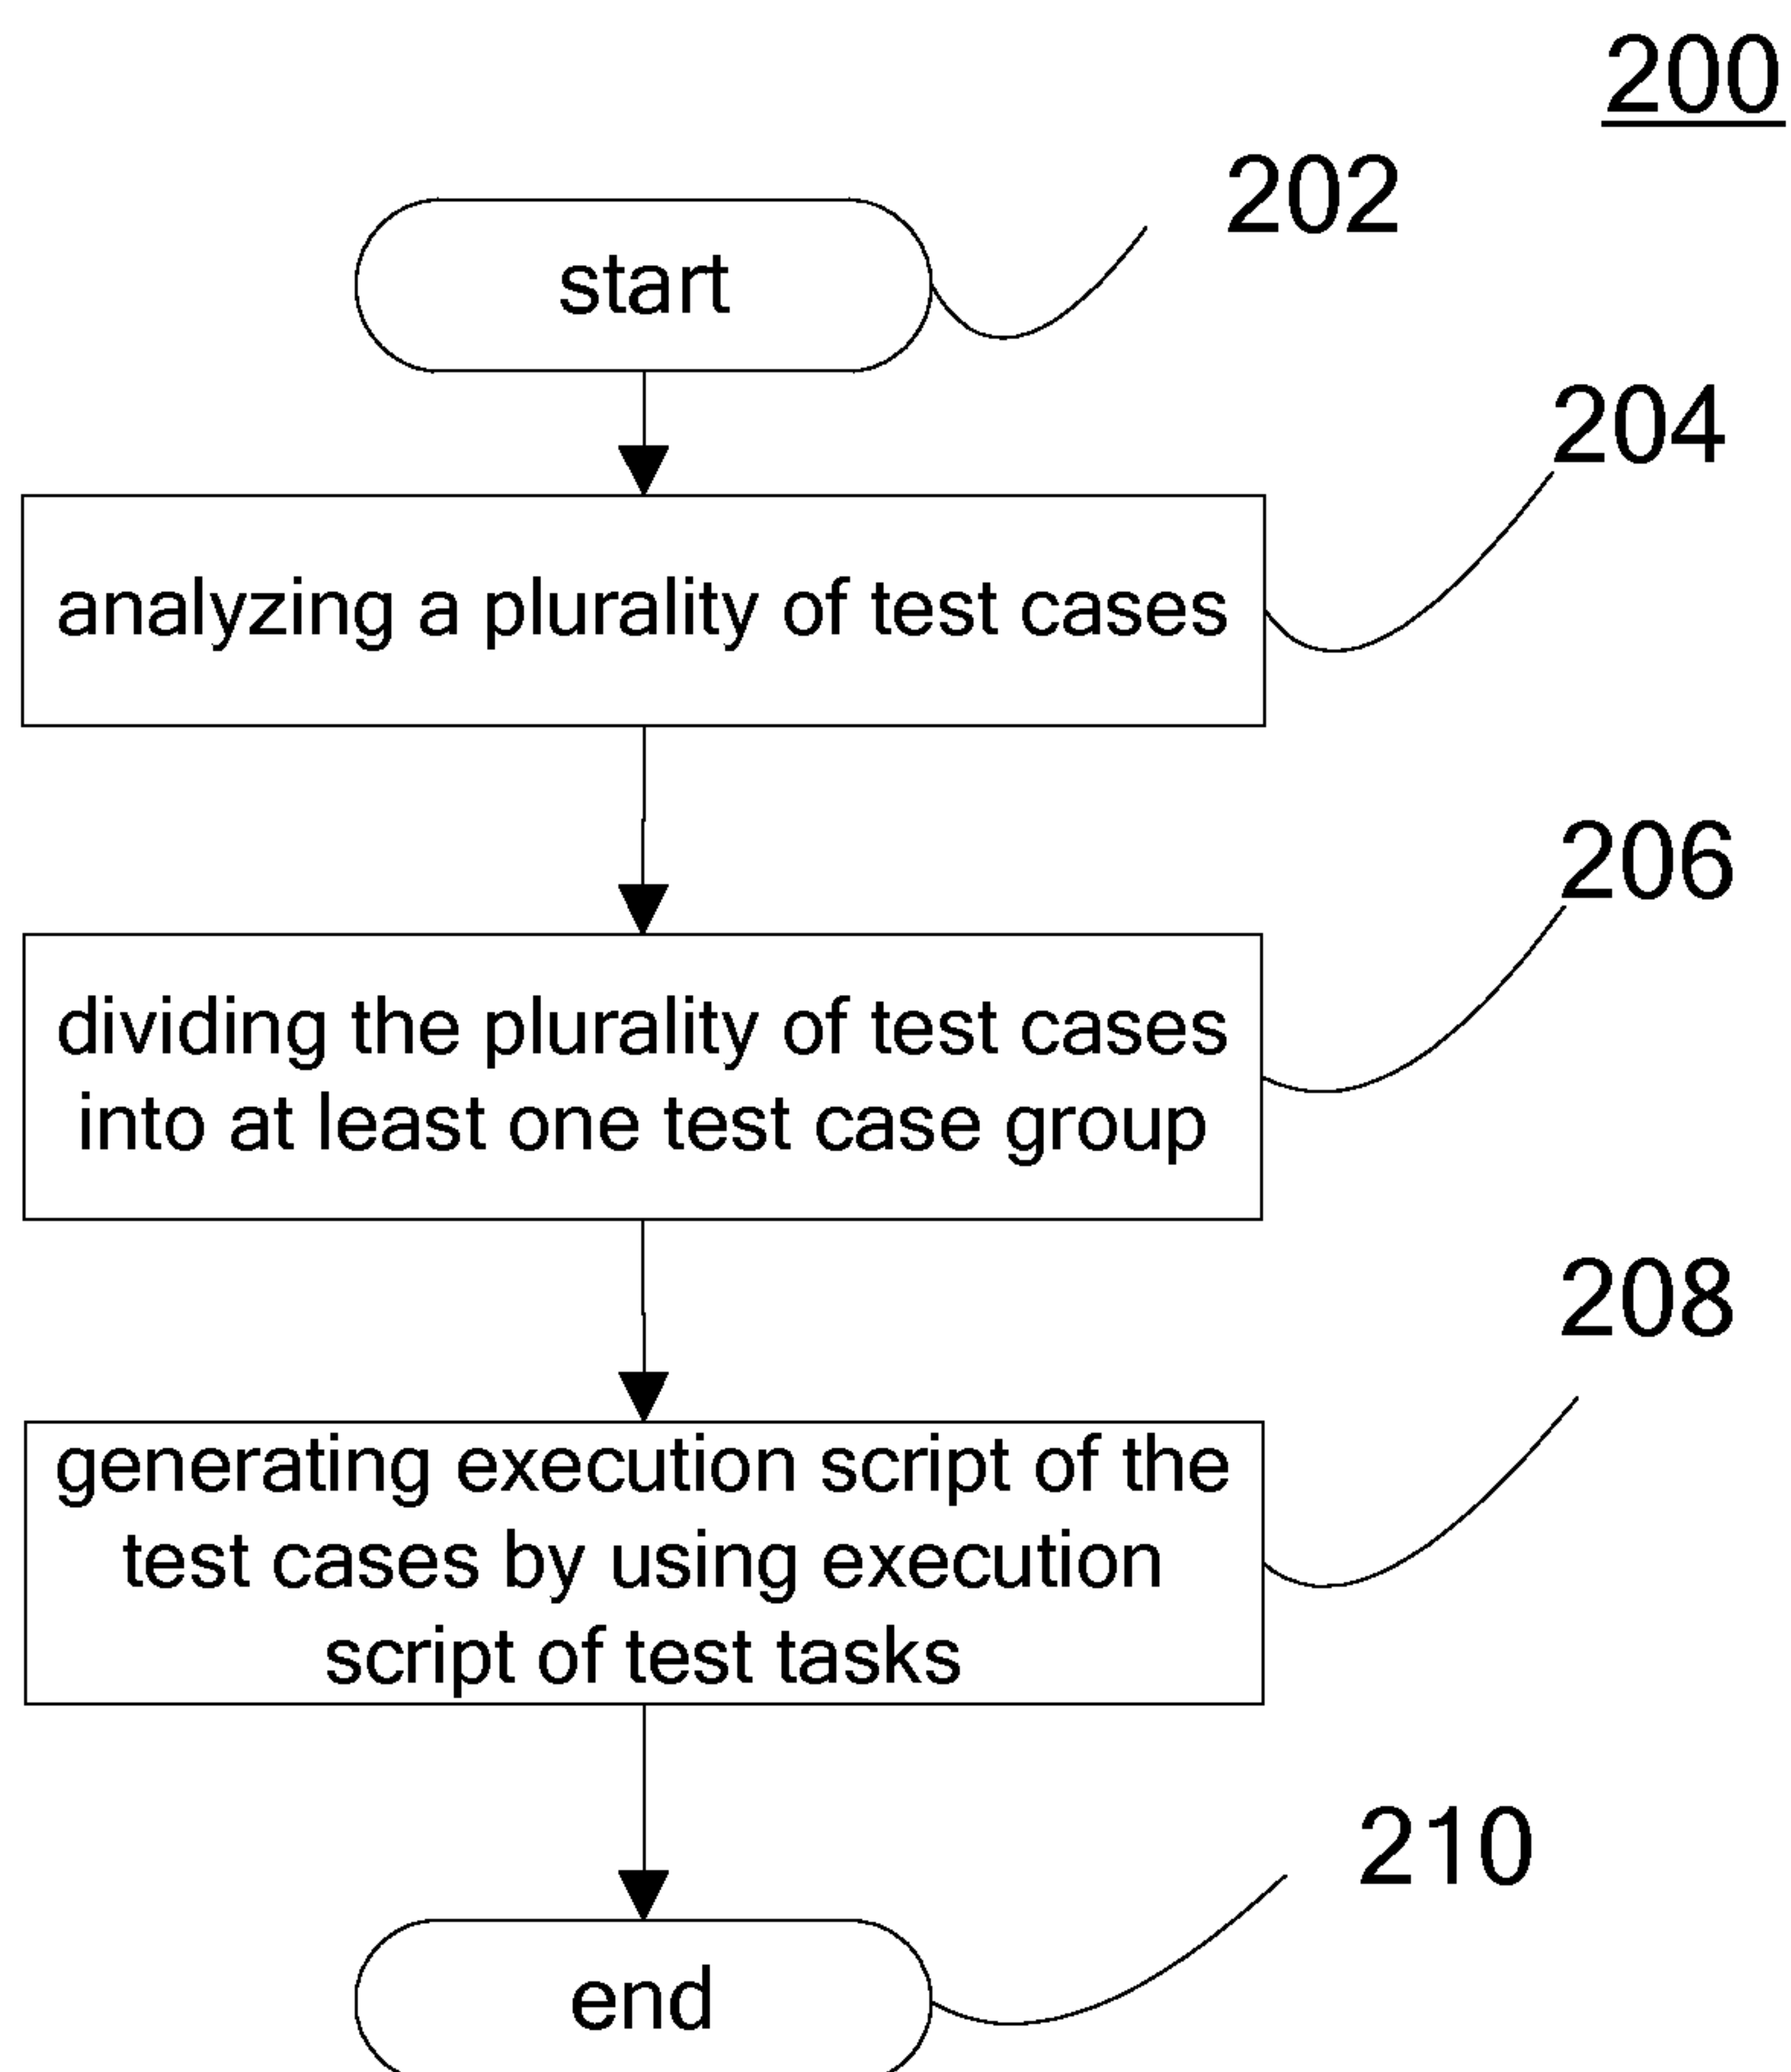 200
202
start
204
analyzing a plurality of test cases
206
dividing the plurality of test cases
into at least one test case group
208
generating execution script of the
test cases by using execution
script of test tasks
210
end